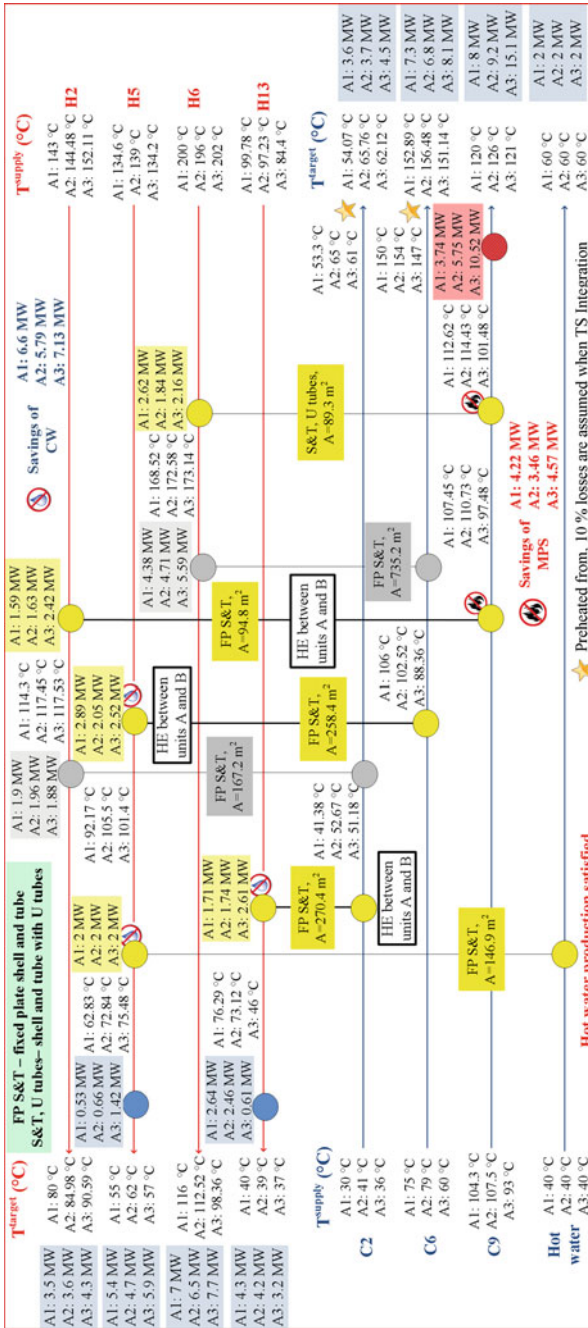 FP S&T – fixed plate shell and tube
S&T, U tubes– shell and tube with U tubes
T^target (°C)
A1: 3.5 MW
A2: 3.6 MW
A3: 4.3 MW
A1: 80 °C
A2: 84.98 °C
A3: 90.59 °C
A1: 1.9 MW
A2: 1.96 MW
A3: 1.88 MW
A1: 114.3 °C
A2: 117.45 °C
A3: 117.53 °C
A1: 1.59 MW
A2: 1.63 MW
A3: 2.42 MW
Savings of
CW
A1: 6.6 MW
A2: 5.79 MW
A3: 7.13 MW
T^supply (°C)
A1: 143 °C
A2: 144.48 °C
A3: 152.11 °C
H2
A1: 5.4 MW
A2: 4.7 MW
A3: 5.9 MW
A1: 55 °C
A2: 62 °C
A3: 57 °C
A1: 0.53 MW
A2: 0.66 MW
A3: 1.42 MW
A1: 62.83 °C
A2: 72.84 °C
A3: 75.48 °C
A1: 2 MW
A2: 2 MW
A3: 2 MW
A1: 92.17 °C
A2: 105.5 °C
A3: 101.4 °C
A1: 2.89 MW
A2: 2.05 MW
A3: 2.52 MW
A1: 134.6 °C
A2: 139 °C
A3: 134.2 °C
H5
HE between
units A and B
A1: 7 MW
A2: 6.5 MW
A3: 7.7 MW
A1: 116 °C
A2: 112.52 °C
A3: 98.36 °C
A1: 4.38 MW
A2: 4.71 MW
A3: 5.59 MW
A1: 168.52 °C
A2: 172.58 °C
A3: 173.14 °C
A1: 2.62 MW
A2: 1.84 MW
A3: 2.16 MW
A1: 200 °C
A2: 196 °C
A3: 202 °C
H6
A1: 4.3 MW
A2: 4.2 MW
A3: 3.2 MW
A1: 40 °C
A2: 39 °C
A3: 37 °C
A1: 2.64 MW
A2: 2.46 MW
A3: 0.61 MW
A1: 76.29 °C
A2: 73.12 °C
A3: 46 °C
A1: 1.71 MW
A2: 1.74 MW
A3: 2.61 MW
A1: 99.78 °C
A2: 97.23 °C
A3: 84.4 °C
H13
FP S&T,
A=270.4 m²
FP S&T,
A=167.2 m²
FP S&T,
A=258.4 m²
FP S&T,
A=94.8 m²
HE between
units A and B
FP S&T,
A=735.2 m²
S&T, U tubes,
A=89.3 m²
T^supply (°C)
T^target (°C)
A1: 30 °C
A2: 41 °C
A3: 36 °C
C2
A1: 41.38 °C
A2: 52.67 °C
A3: 51.18 °C
A1: 53.3 °C
A2: 65 °C
A3: 61 °C
A1: 54.07 °C
A2: 65.76 °C
A3: 62.12 °C
A1: 3.6 MW
A2: 3.7 MW
A3: 4.5 MW
HE between
units A and B
A1: 75 °C
A2: 79 °C
A3: 60 °C
C6
A1: 106 °C
A2: 102.52 °C
A3: 88.36 °C
A1: 150 °C
A2: 154 °C
A3: 147 °C
A1: 152.89 °C
A2: 156.48 °C
A3: 151.14 °C
A1: 7.3 MW
A2: 6.8 MW
A3: 8.1 MW
A1: 104.3 °C
A2: 107.5 °C
A3: 93 °C
C9
A1: 107.45 °C
A2: 110.73 °C
A3: 97.48 °C
A1: 112.62 °C
A2: 114.43 °C
A3: 101.48 °C
A1: 3.74 MW
A2: 5.75 MW
A3: 10.52 MW
A1: 120 °C
A2: 126 °C
A3: 121 °C
A1: 8 MW
A2: 9.2 MW
A3: 15.1 MW
FP S&T,
A=146.9 m²
Savings of
MPS
A1: 4.22 MW
A2: 3.46 MW
A3: 4.57 MW
Hot
water
A1: 40 °C
A2: 40 °C
A3: 40 °C
A1: 60 °C
A2: 60 °C
A3: 60 °C
A1: 2 MW
A2: 2 MW
A3: 2 MW
Hot water production satisfied
Preheated from, 10 % losses are assumed when TS Integration